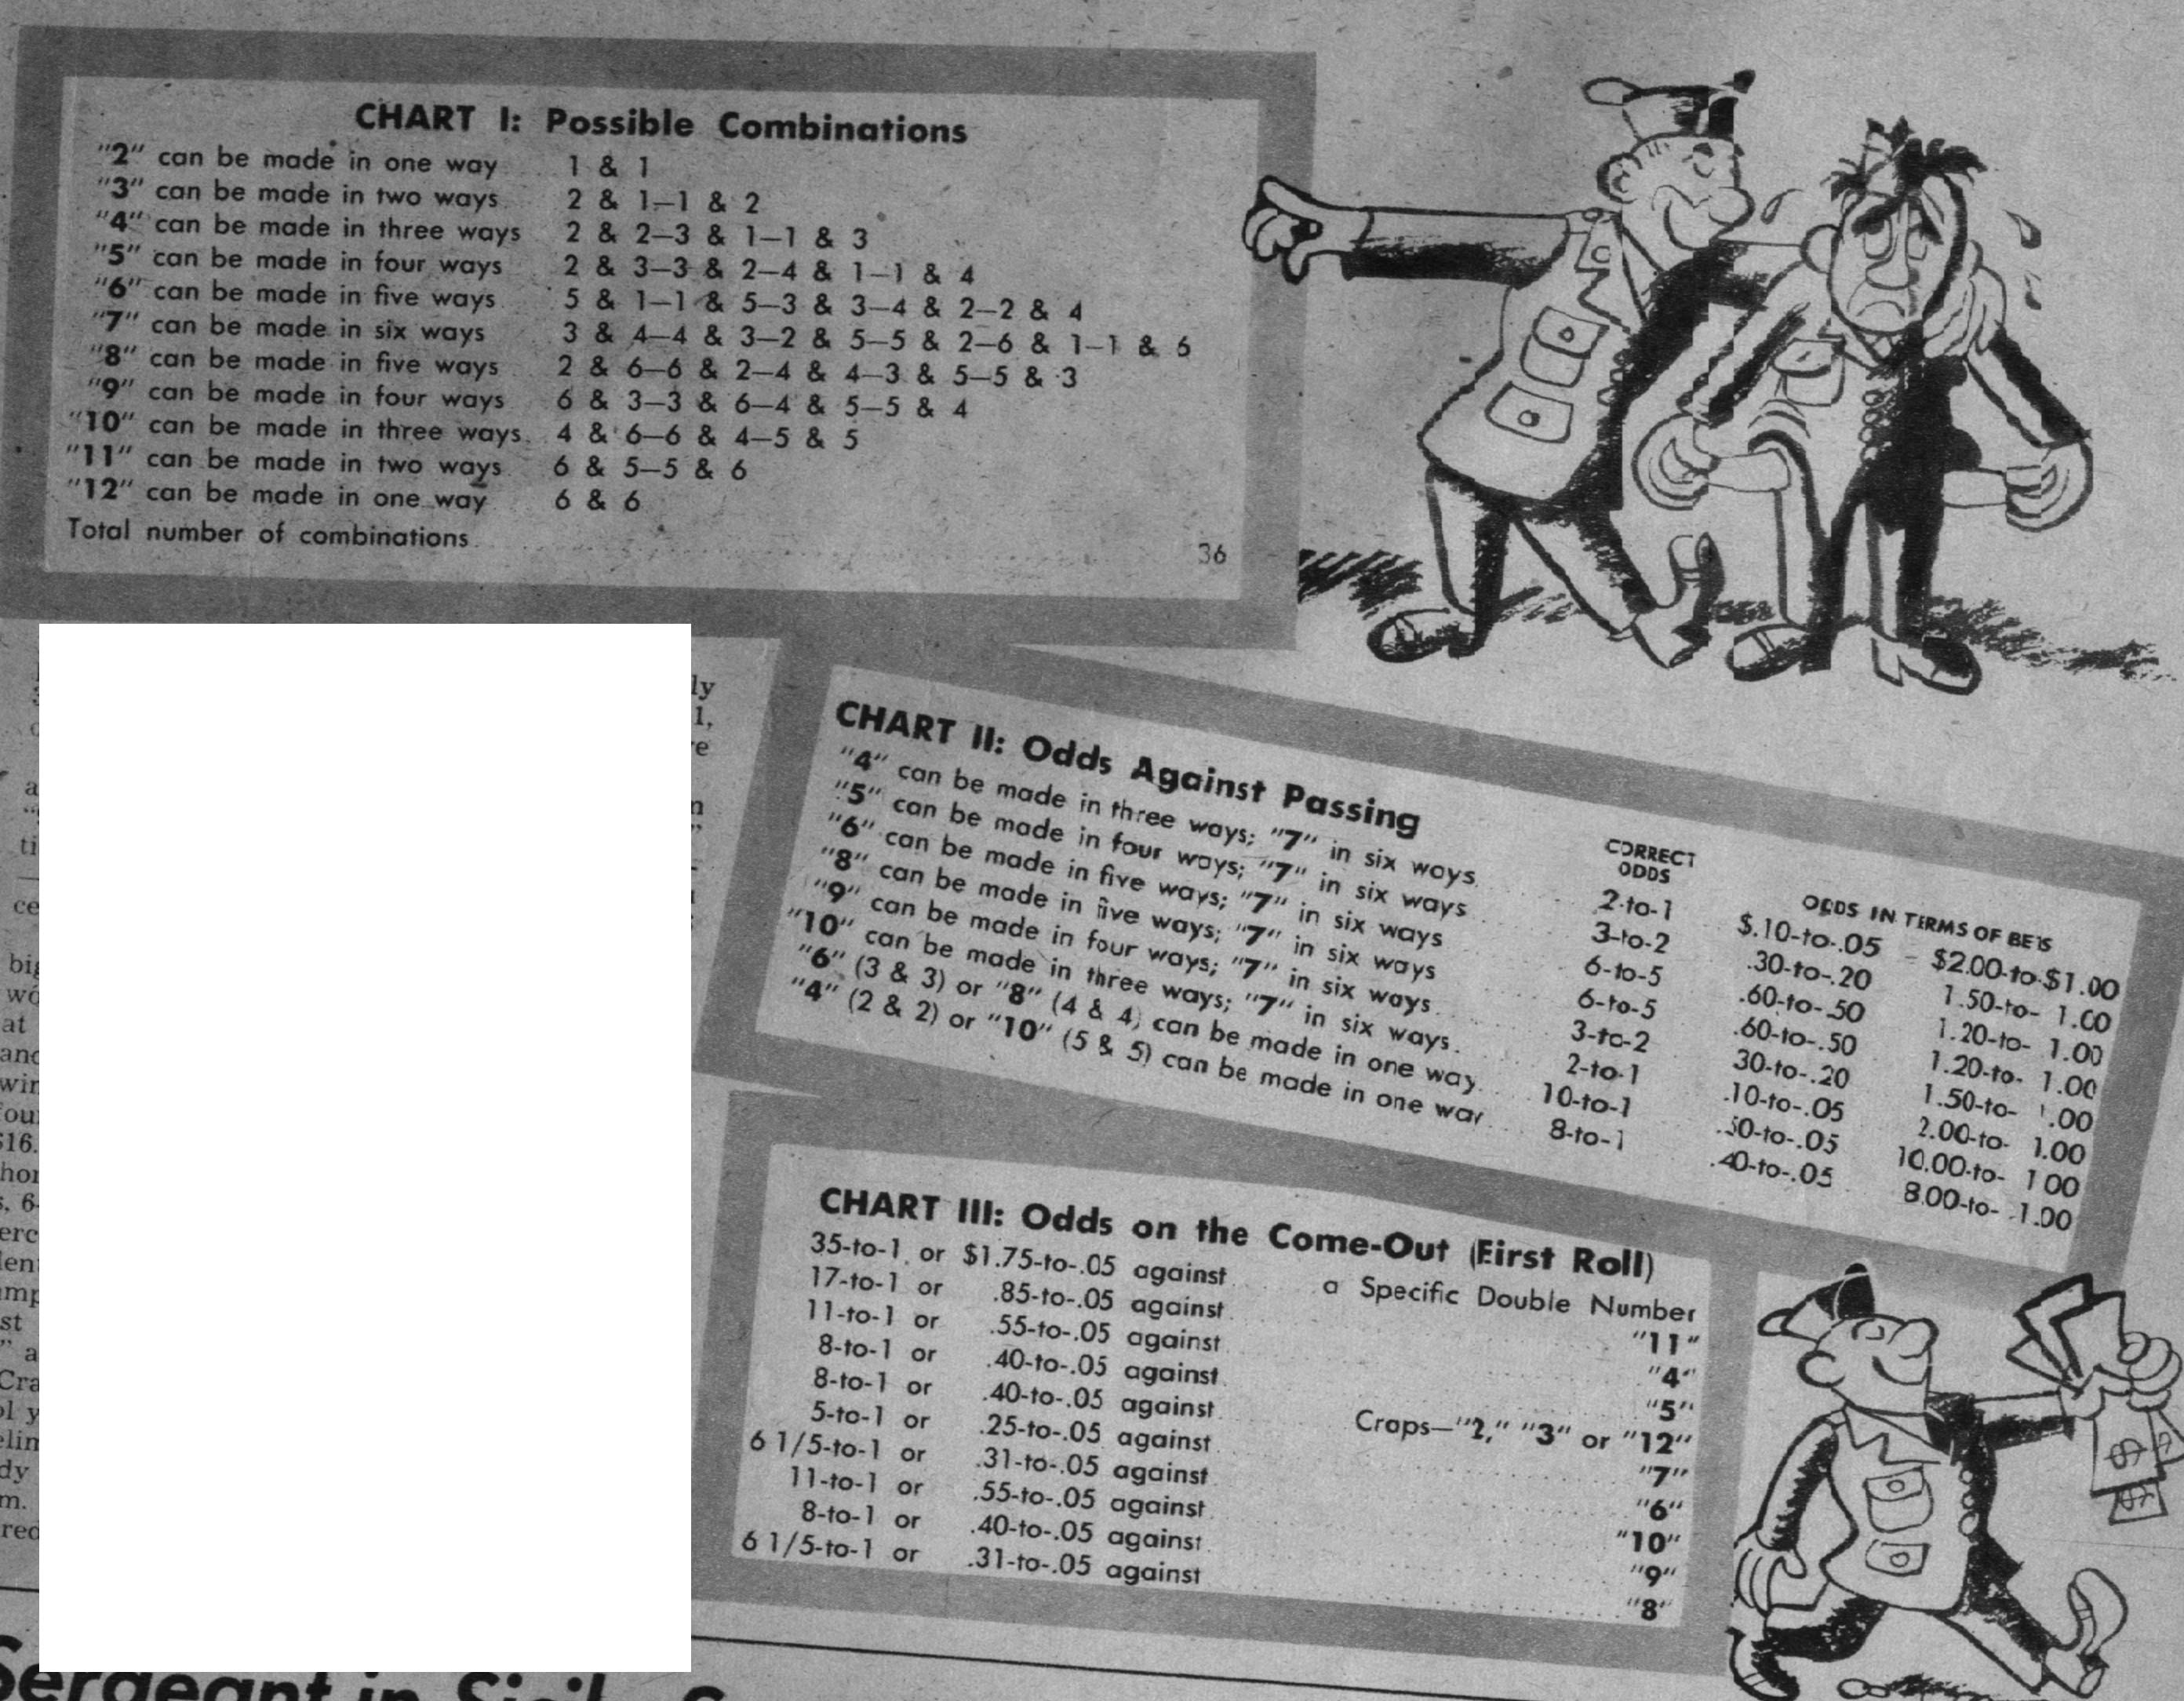 CHART I: Possible Combinations
"2" can be made in one way 1 & 1
"3" can be made in two ways 2 & 1—1 & 2
"4" can be made in three ways 2 & 2—3 & 1—1 & 3
"5" can be made in four ways 2 & 3—3 & 2—4 & 1—1 & 4
"6" can be made in five ways 5 & 1—1 & 5—3 & 3—4 & 2—2 & 4
"7" can be made in six ways 3 & 4—4 & 3—2 & 5—5 & 2—6 & 1—1 & 6
"8" can be made in five ways 2 & 6—6 & 2—4 & 4—3 & 5—5 & 3
"9" can be made in four ways 6 & 3—3 & 6—4 & 5—5 & 4
"10" can be made in three ways 4 & 6—6 & 4—5 & 5
"11" can be made in two ways 6 & 5—5 & 6
"12" can be made in one way 6 & 6
Total number of combinations 36
CHART II: Odds Against Passing
CORRECT
ODDS
ODDS IN TERMS OF BETS
"4" can be made in three ways; "7" in six ways 2-to-1 $.10-to-.05 – $2.00-to-$1.00
"5" can be made in four ways; "7" in six ways 3-to-2 .30-to-.20 1.50-to- 1.00
"6" can be made in five ways; "7" in six ways 6-to-5 .60-to-.50 1.20-to- 1.00
"8" can be made in five ways; "7" in six ways 6-to-5 .60-to-.50 1.20-to- 1.00
"9" can be made in four ways; "7" in six ways 3-to-2 30-to-.20 1.50-to- 1.00
"10" can be made in three ways; "7" in six ways 2-to-1 .10-to-.05 2.00-to- 1.00
"6" (3 & 3) or "8" (4 & 4) can be made in one way 10-to-1 .50-to-.05 10.00-to- 1.00
"4" (2 & 2) or "10" (5 & 5) can be made in one way 8-to-1 .40-to-.05 8.00-to- 1.00
CHART III: Odds on the Come-Out (First Roll)
35-to-1 or $1.75-to-.05 against a Specific Double Number
17-to-1 or .85-to-.05 against "11"
11-to-1 or .55-to-.05 against "4"
8-to-1 or .40-to-.05 against "5"
8-to-1 or .40-to-.05 against Craps—"2," "3" or "12"
5-to-1 or .25-to-.05 against "7"
6 1/5-to-1 or .31-to-.05 against "6"
11-to-1 or .55-to-.05 against "10"
8-to-1 or .40-to-.05 against "9"
6 1/5-to-1 or .31-to-.05 against "8"
Sergeant in